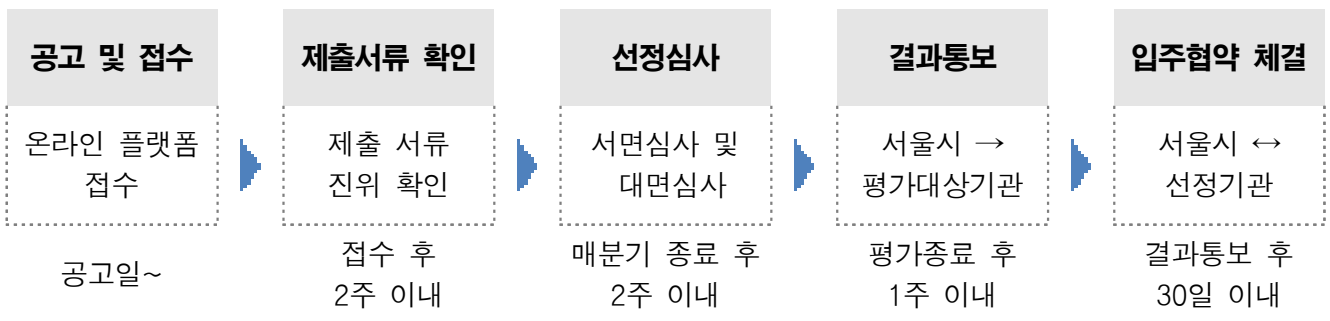 공고 및 접수
온라인 플랫폼
접수
공고일~
제출서류 확인
제출 서류
진위 확인
접수 후
2주 이내
선정심사
서면심사 및
대면심사
매분기 종료 후
2주 이내
결과통보
서울시 →
평가대상기관
평가종료 후
1주 이내
입주협약 체결
서울시 ↔
선정기관
결과통보 후
30일 이내